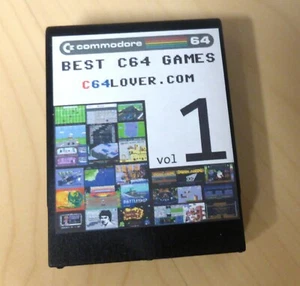 commodore 64
BEST C64 GAMES
C64LOVER.COM
vol 1